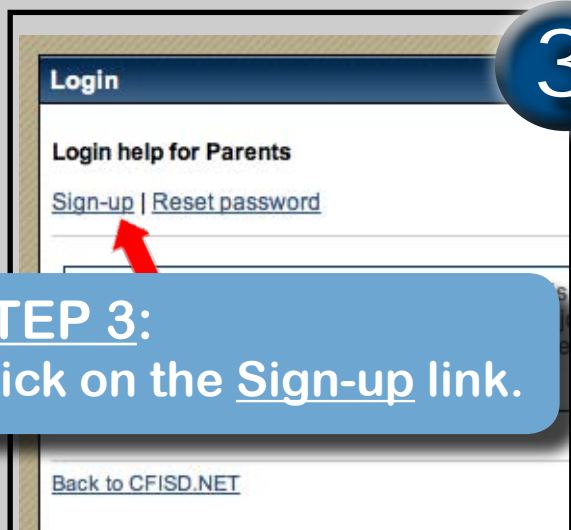 3
Login
Login help for Parents
Sign-up | Reset password
TEP 3:
ick on the Sign-up link.
Back to CFISD.NET